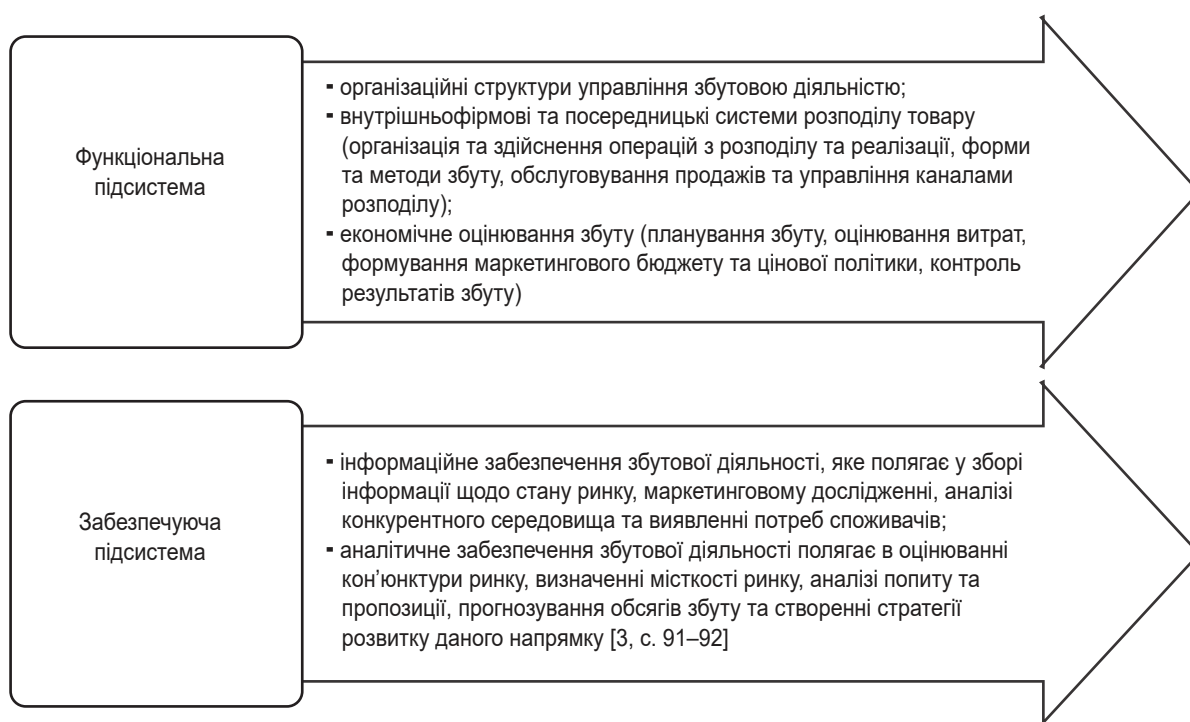 Функціональна
підсистема
- організаційні структури управління збутовою діяльністю;
- внутрішньофірмові та посередницькі системи розподілу товару
(організація та здійснення операцій з розподілу та реалізації, форми
та методи збуту, обслуговування продажів та управління каналами
розподілу);
- економічне оцінювання збуту (планування збуту, оцінювання витрат,
формування маркетингового бюджету та цінової політики, контроль
результатів збуту)
Забезпечуюча
підсистема
- інформаційне забезпечення збутової діяльності, яке полягає у зборі
інформації щодо стану ринку, маркетинговому дослідженні, аналізі
конкурентного середовища та виявленні потреб споживачів;
- аналітичне забезпечення збутової діяльності полягає в оцінюванні
кон’юнктури ринку, визначенні місткості ринку, аналізі попиту та
пропозиції, прогнозування обсягів збуту та створенні стратегії
розвитку даного напрямку [3, с. 91–92]